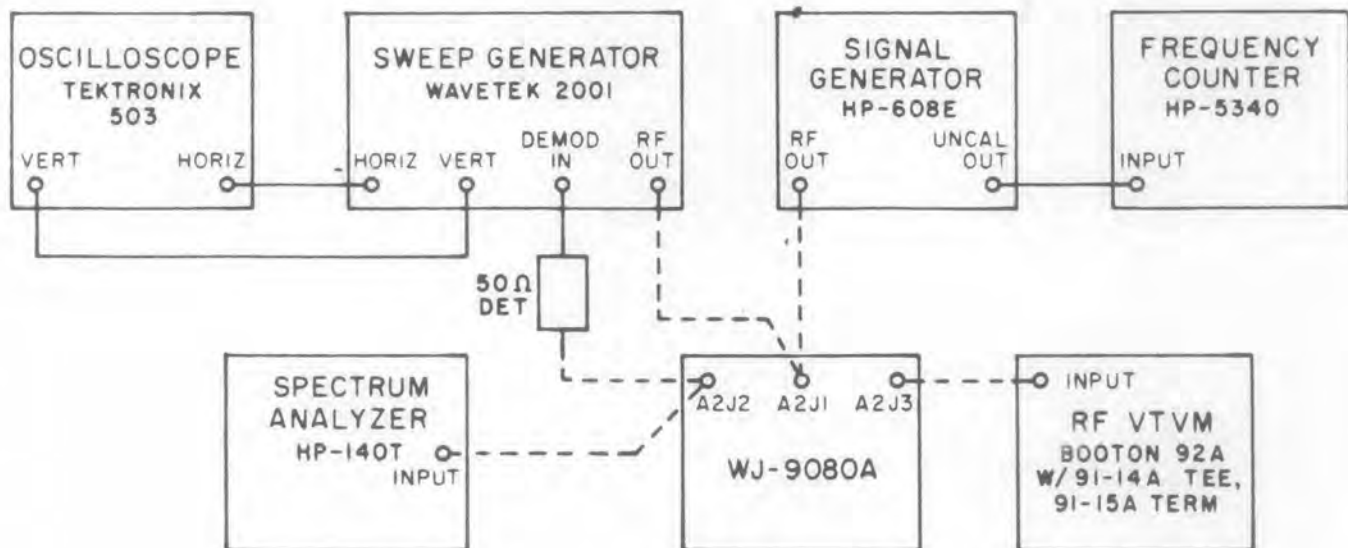 OSCILLOSCOPE
TEKTRONIX
503
VERT
HORIZ
SWEEP GENERATOR
WAVETEK 2001
HORIZ
VERT
DEMOD
IN
RF
OUT
SIGNAL
GENERATOR
HP-608E
RF
OUT
UNCAL
OUT
FREQUENCY
COUNTER
HP-5340
INPUT
50Ω
DET
SPECTRUM
ANALYZER
HP-140T
INPUT
A2J2
A2J1
A2J3
WJ-9080A
INPUT
RF VTVM
BOOTON 92A
W/91-14A TEE,
91-15A TERM